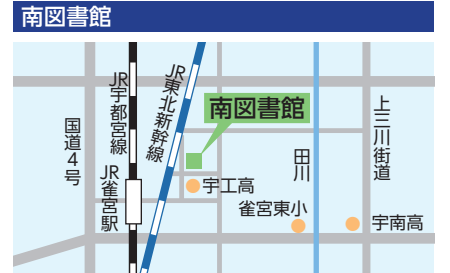 南図書館
JR宇都宮線
JR東北新幹線
南図書館
国道4号
JR雀宮駅
宇工高
田川
上三川街道
雀宮東小
宇南高